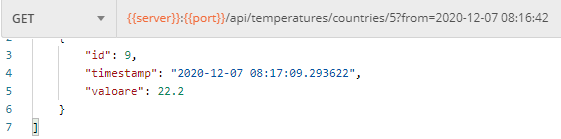 GET {{server}}:{{port}}/api/temperatures/countries/5?from=2020-12-07 08:16:42
2 {
3 "id": 9,
4 "timestamp": "2020-12-07 08:17:09.293622",
5 "valoare": 22.2
6 }
7 ]